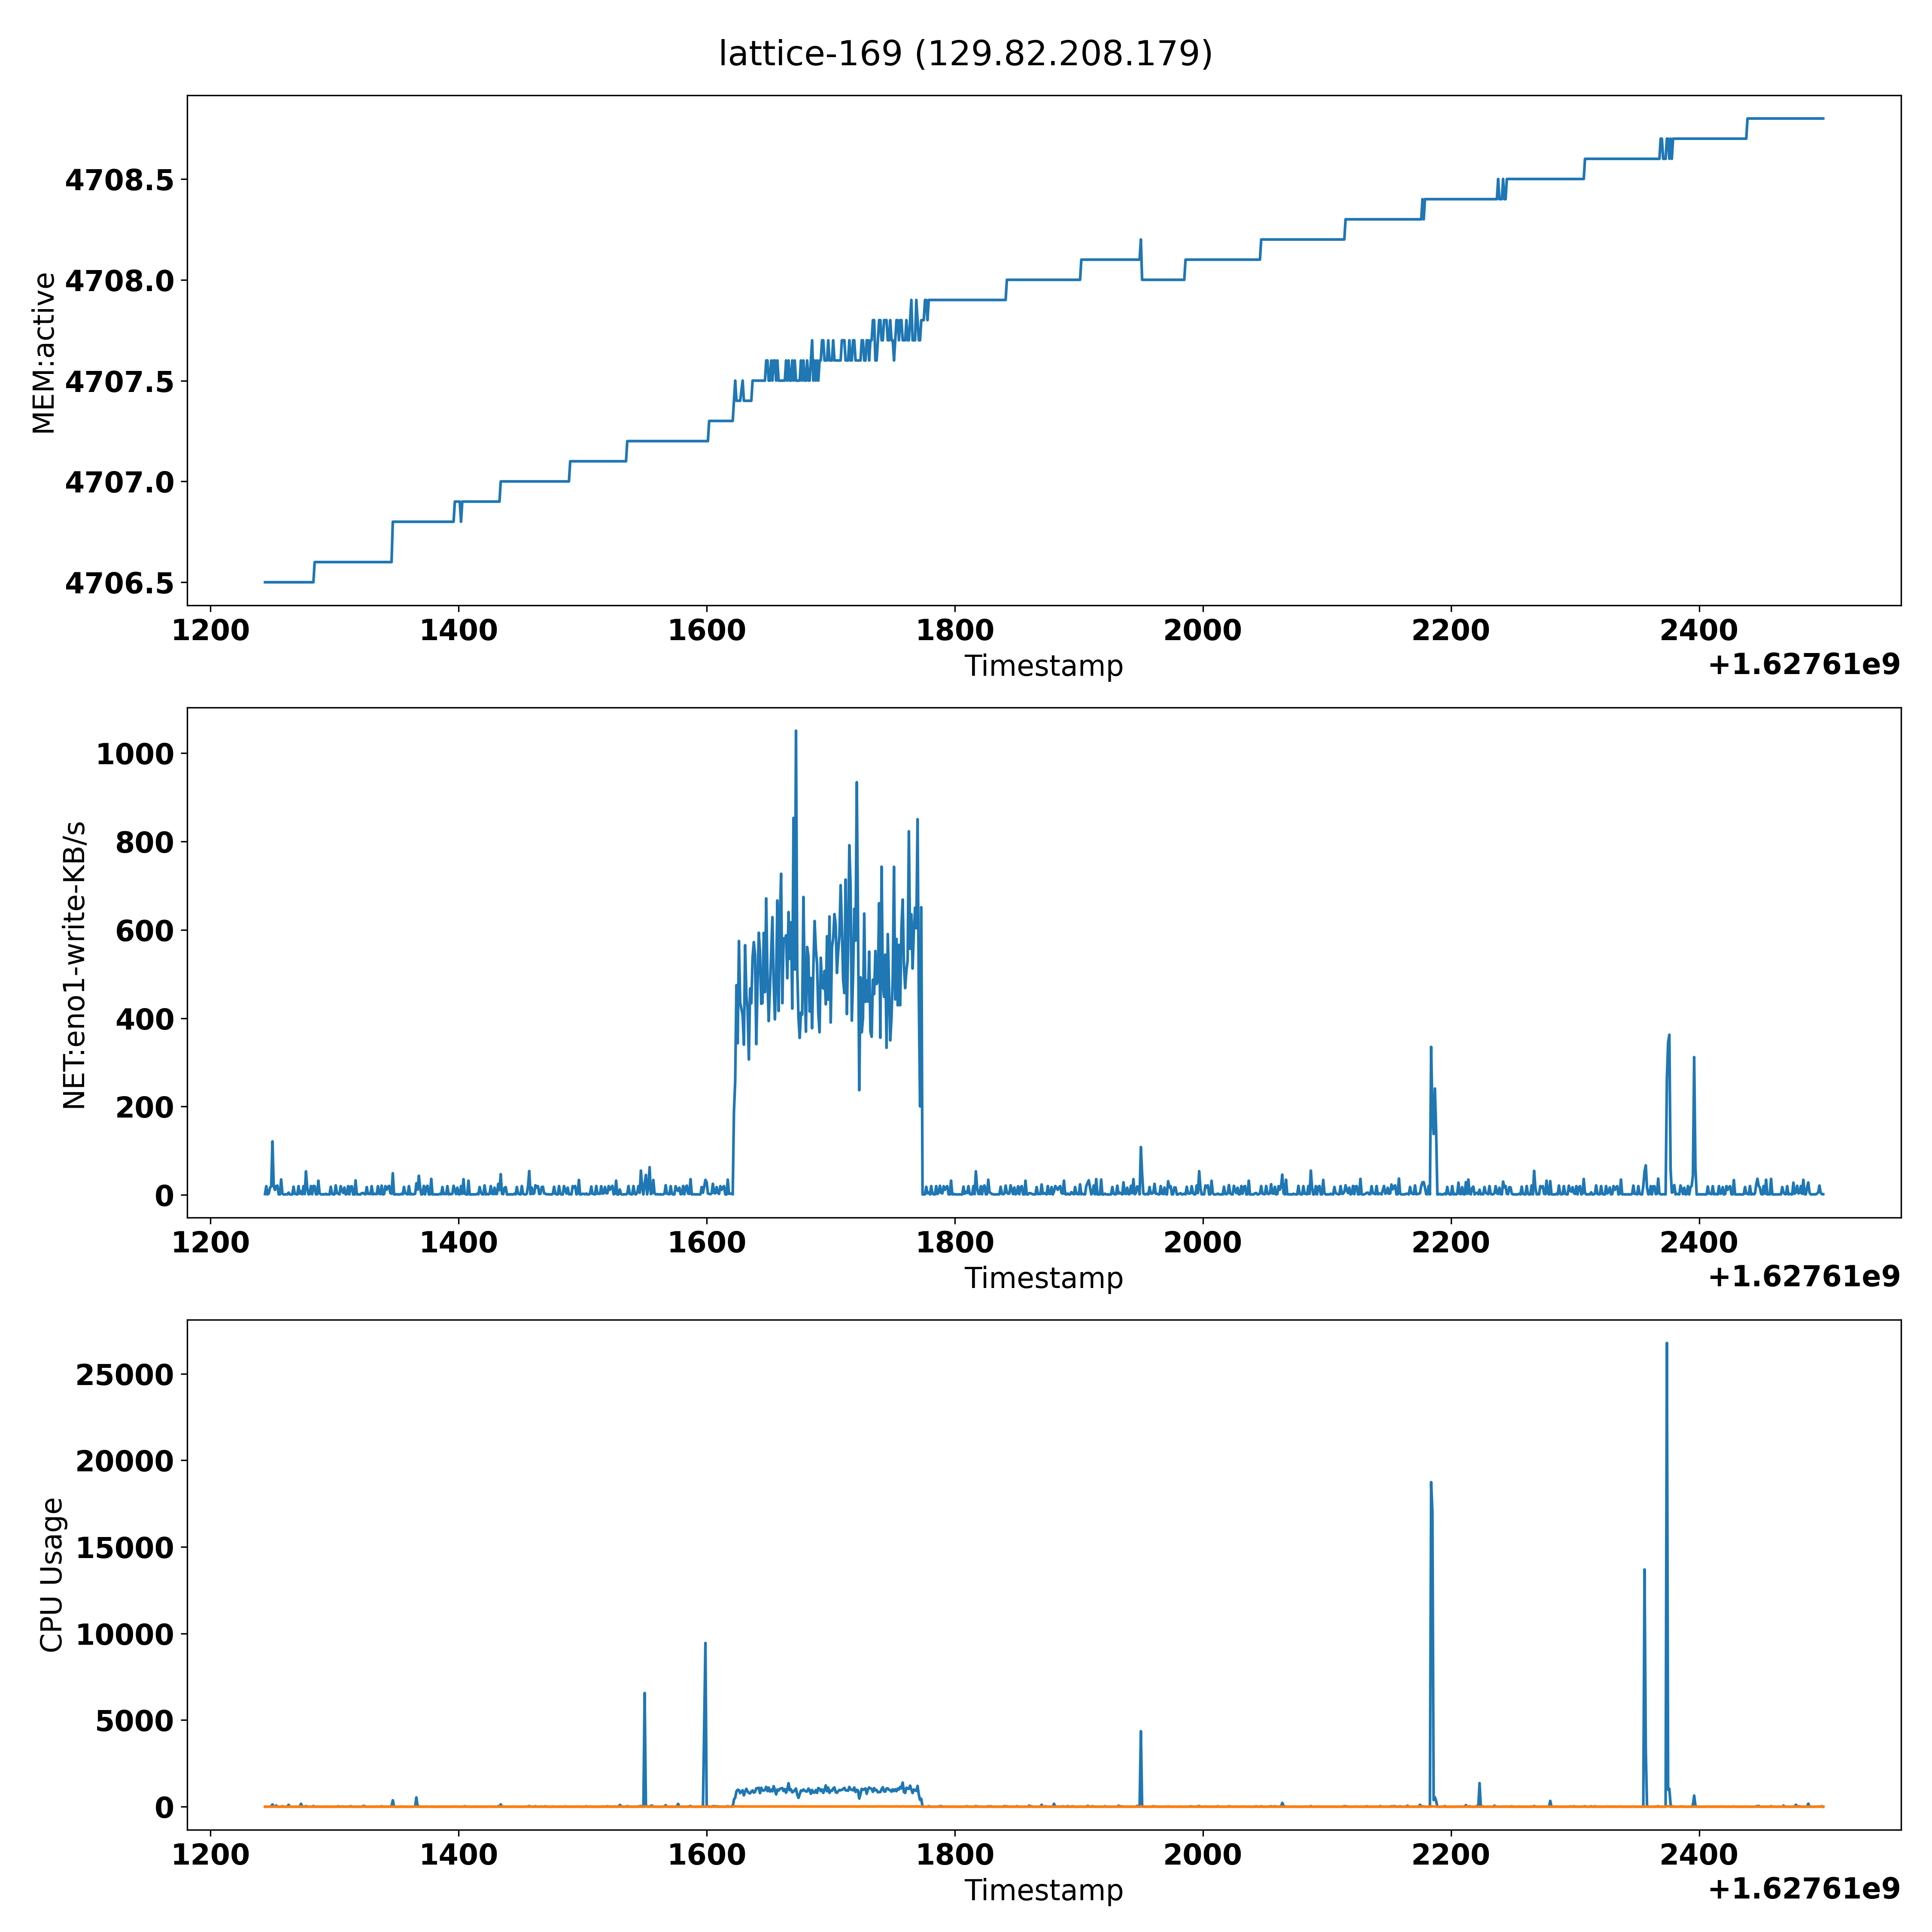 lattice-169 (129.82.208.179)
MEM:active
4708.5
4708.0
4707.5
4707.0
4706.5
1200 1400 1600 1800 2000 2200 2400
Timestamp
+1.62761e9
NET:eno1-write-KB/s
1000
800
600
400
200
0
1200 1400 1600 1800 2000 2200 2400
Timestamp
+1.62761e9
CPU Usage
25000
20000
15000
10000
5000
0
1200 1400 1600 1800 2000 2200 2400
Timestamp
+1.62761e9